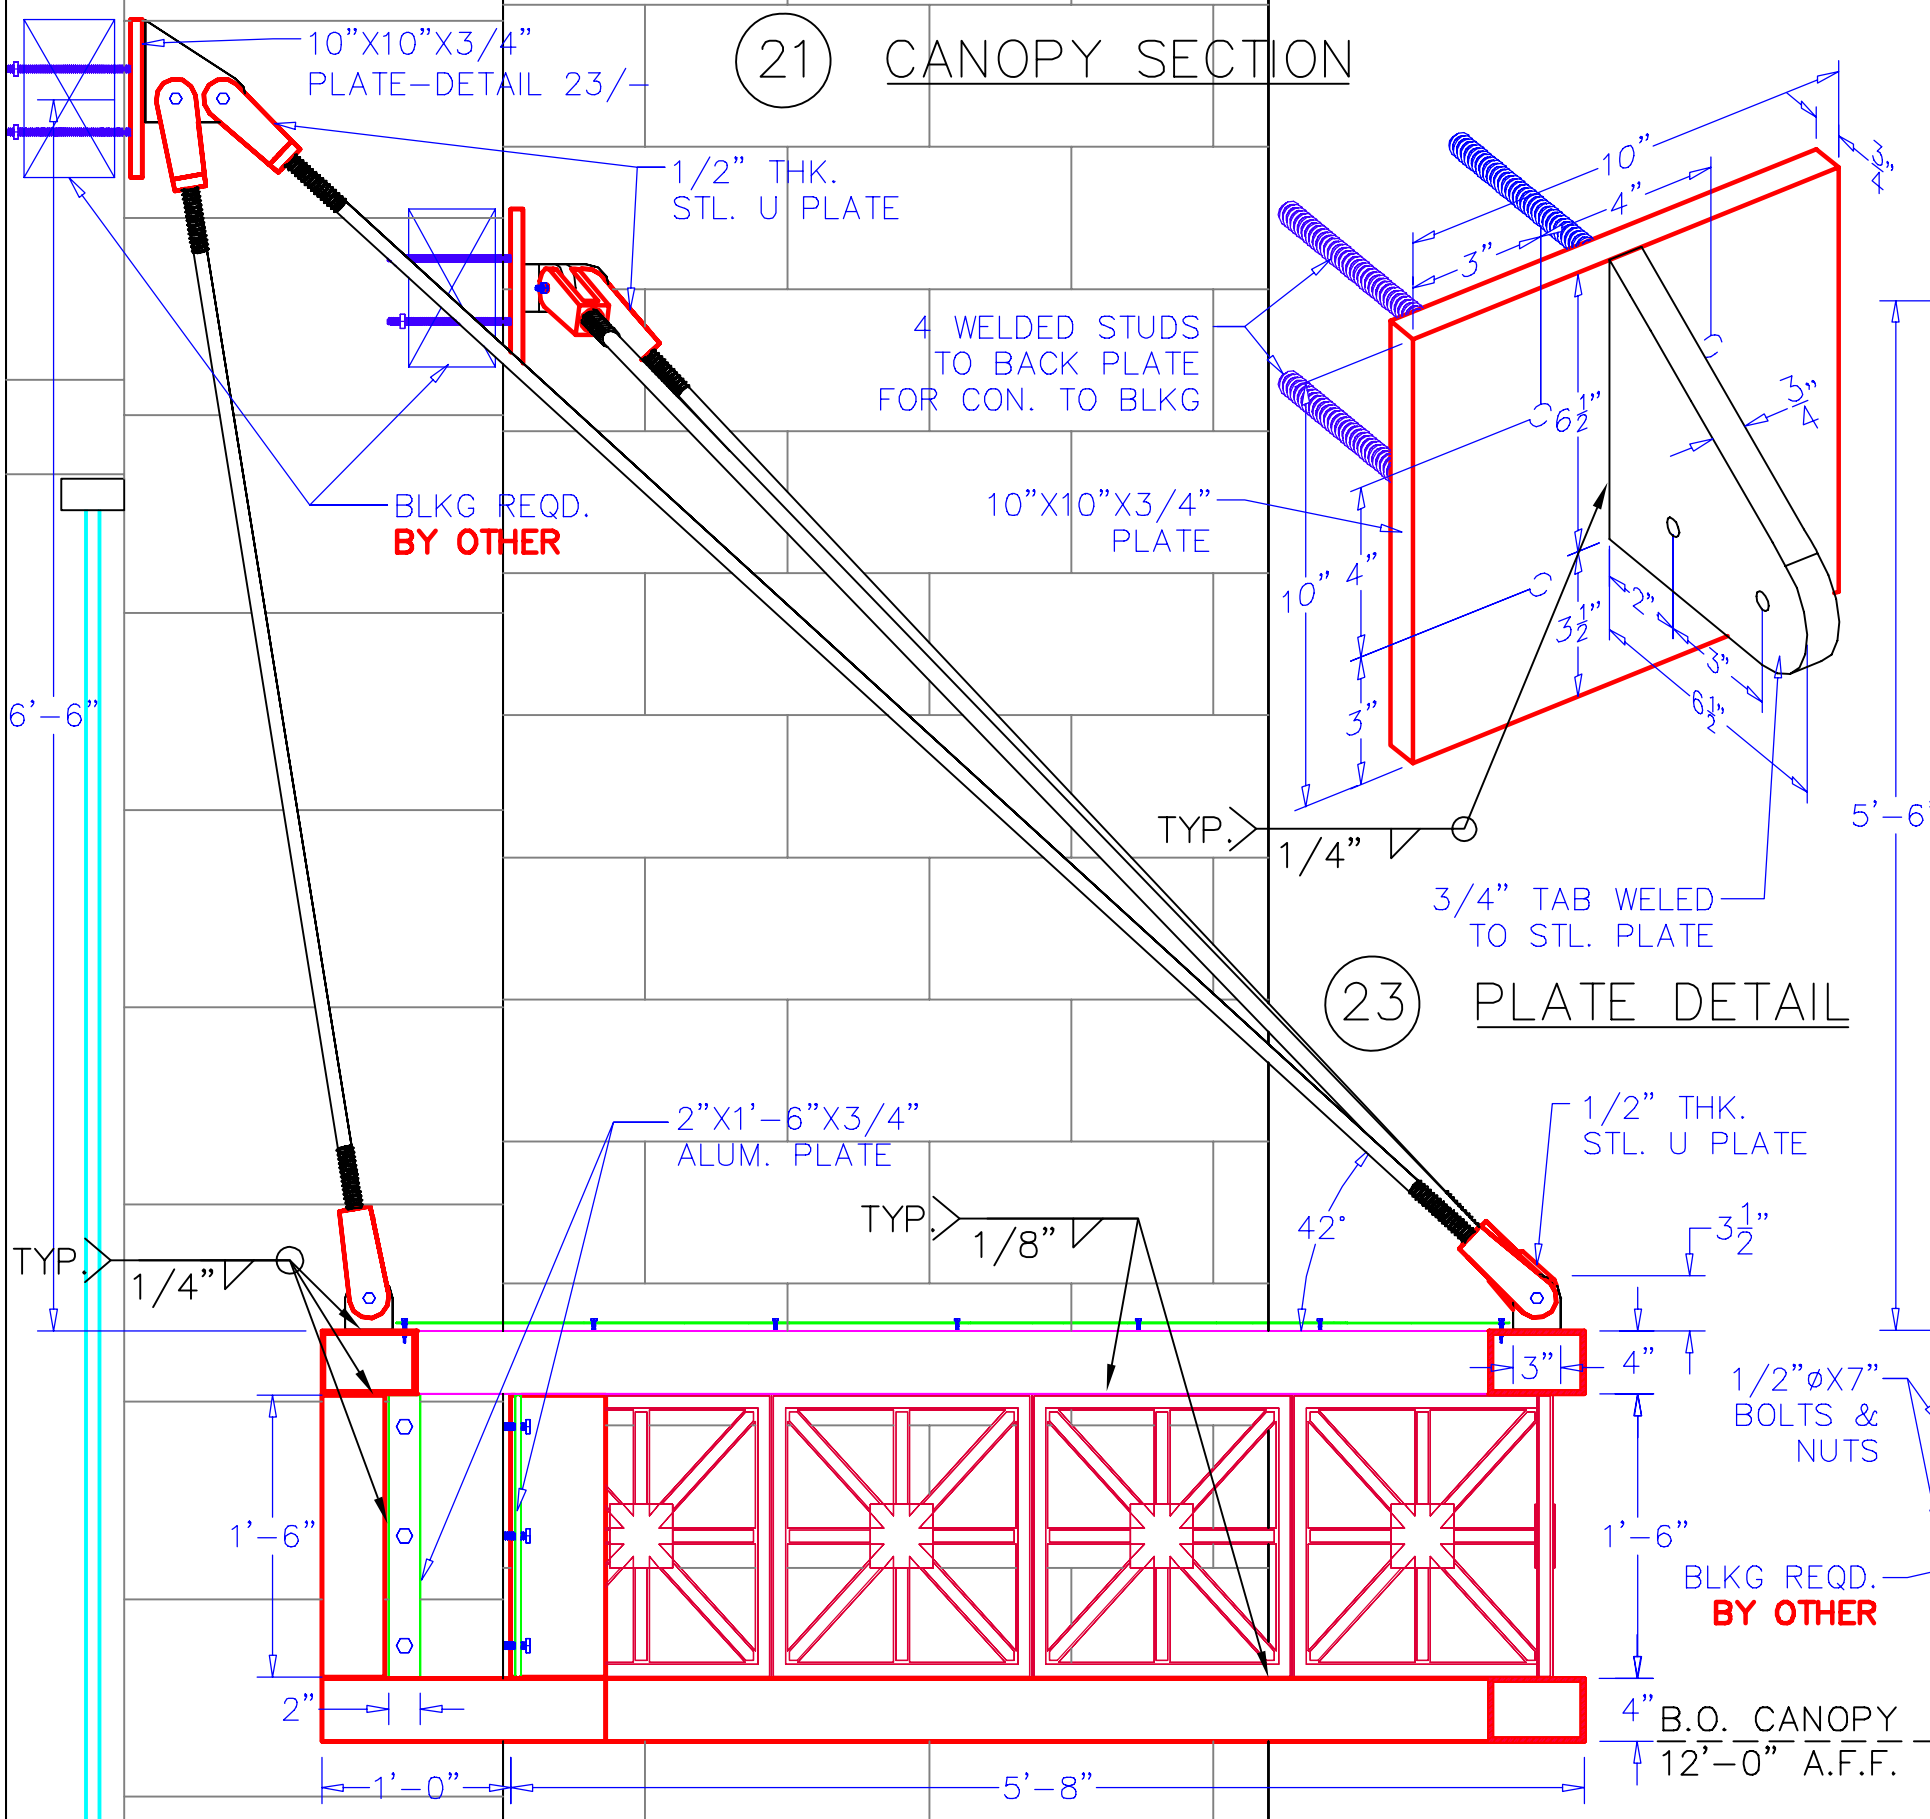 21 CANOPY SECTION
10"X10"X3/4"
PLATE-DETAIL 23/-
1/2" THK.
STL. U PLATE
BLKG REQD.
BY OTHER
6'-6"
10"
3/4"
4"
3"
4 WELDED STUDS
TO BACK PLATE
FOR CON. TO BLKG
6 1/2"
3/4"
10"X10"X3/4"
PLATE
10"
4"
3 1/2"
2"
3"
6 1/2"
3"
5'-6"
TYP.
1/4"
3/4" TAB WELED
TO STL. PLATE
23 PLATE DETAIL
2"X1'-6"X3/4"
ALUM. PLATE
1/2" THK.
STL. U PLATE
TYP.
1/8"
42°
3 1/2"
TYP.
1/4"
3"
4"
1/2"øX7"
BOLTS &
NUTS
1'-6"
1'-6"
BLKG REQD.
BY OTHER
2"
4"
B.O. CANOPY
12'-0" A.F.F.
1'-0"
5'-8"